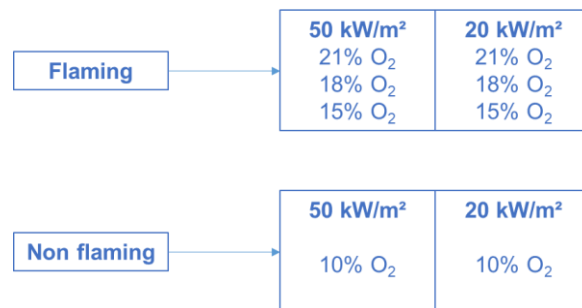 Flaming
50 kW/m² 20 kW/m²
21% O₂ 21% O₂
18% O₂ 18% O₂
15% O₂ 15% O₂
Non flaming
50 kW/m² 20 kW/m²
10% O₂ 10% O₂